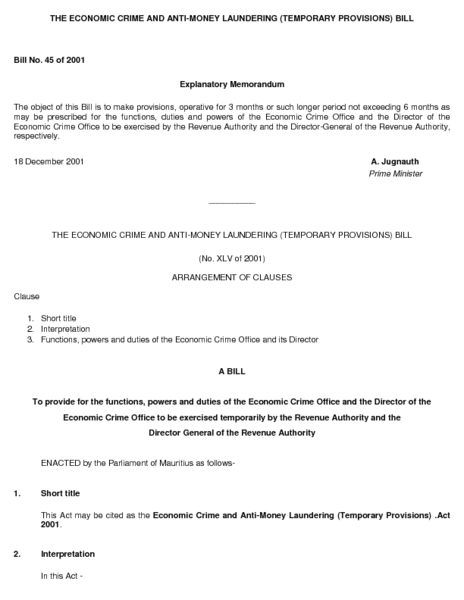 THE ECONOMIC CRIME AND ANTI-MONEY LAUNDERING (TEMPORARY PROVISIONS) BILL
Bill No. 45 of 2001
Explanatory Memorandum
The object of this Bill is to make provisions, operative for 3 months or such longer period not exceeding 6 months as
may be prescribed for the functions, duties and powers of the Economic Crime Office and the Director of the
Economic Crime Office to be exercised by the Revenue Authority and the Director-General of the Revenue Authority,
respectively.
18 December 2001
A. Jugnauth
Prime Minister
THE ECONOMIC CRIME AND ANTI-MONEY LAUNDERING (TEMPORARY PROVISIONS) BILL
(No. XLV of 2001)
ARRANGEMENT OF CLAUSES
Clause
1. Short title
2. Interpretation
3. Functions, powers and duties of the Economic Crime Office and its Director
A BILL
To provide for the functions, powers and duties of the Economic Crime Office and the Director of the
Economic Crime Office to be exercised temporarily by the Revenue Authority and the
Director General of the Revenue Authority
ENACTED by the Parliament of Mauritius as follows-
1. Short title
This Act may be cited as the Economic Crime and Anti-Money Laundering (Temporary Provisions) .Act
2001.
2. Interpretation
In this Act -